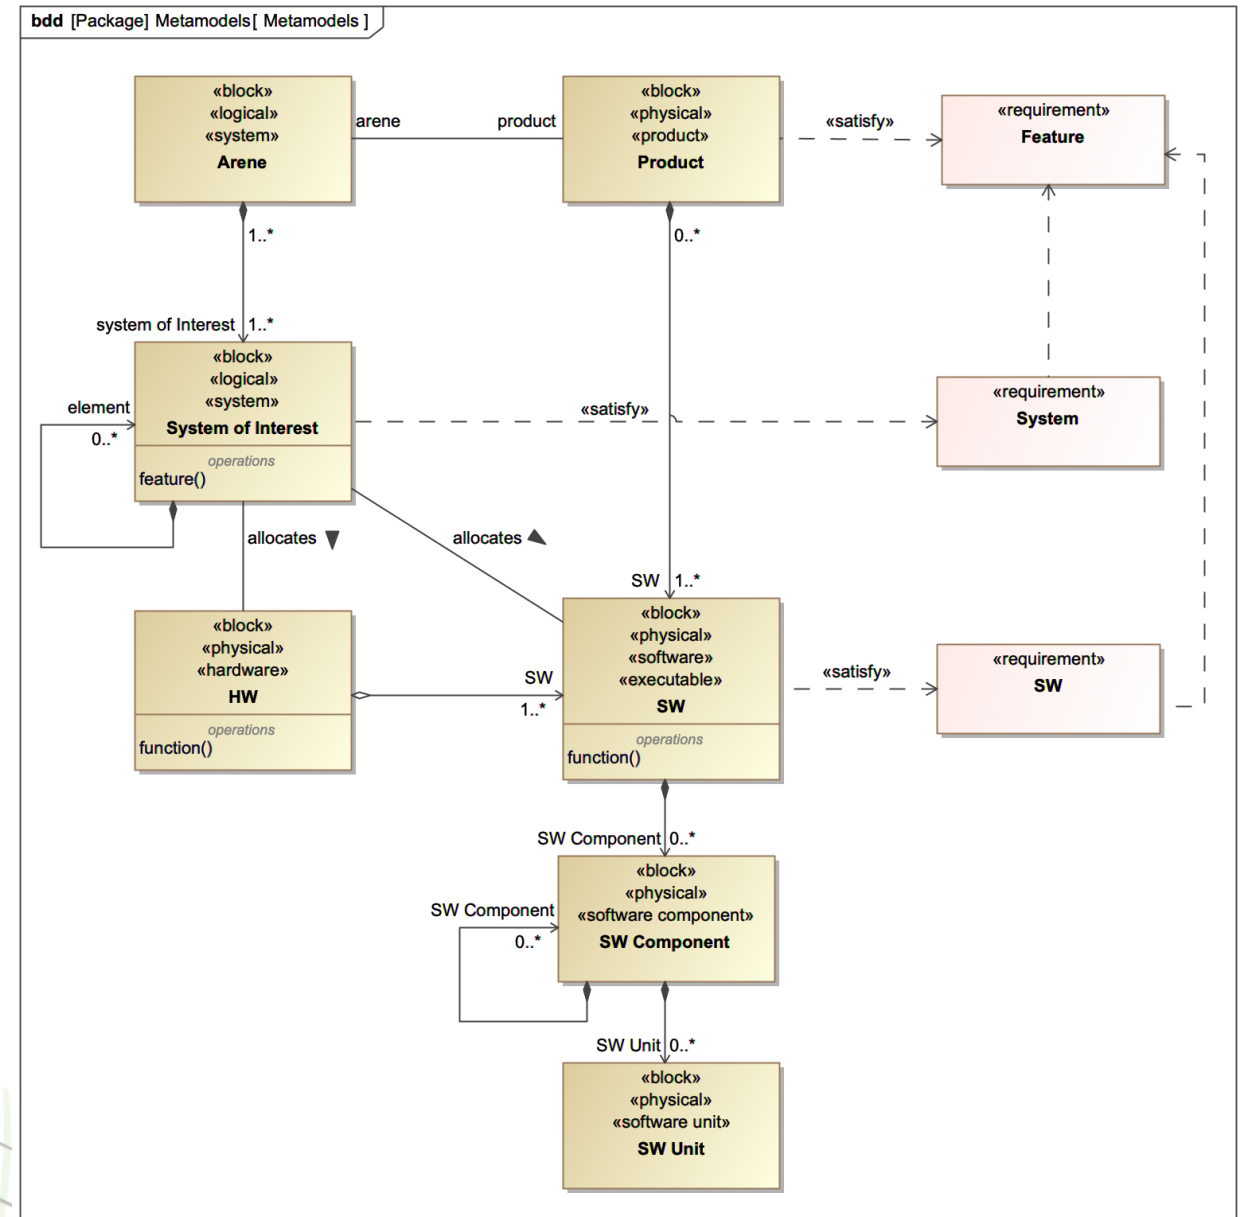 bdd [Package] Metamodels[ Metamodels ]
«block»
«logical»
«system»
Arene
arene
product
«block»
«physical»
«product»
Product
«satisfy»
«requirement»
Feature
1..*
0..*
system of Interest
1..*
«block»
«logical»
«system»
System of Interest
operations
feature()
element
0..*
«satisfy»
«requirement»
System
allocates
allocates
SW
1..*
«block»
«physical»
«hardware»
HW
operations
function()
SW
1..*
«block»
«physical»
«software»
«executable»
SW
operations
function()
«satisfy»
«requirement»
SW
SW Component
0..*
«block»
«physical»
«software component»
SW Component
SW Component
0..*
SW Unit
0..*
«block»
«physical»
«software unit»
SW Unit